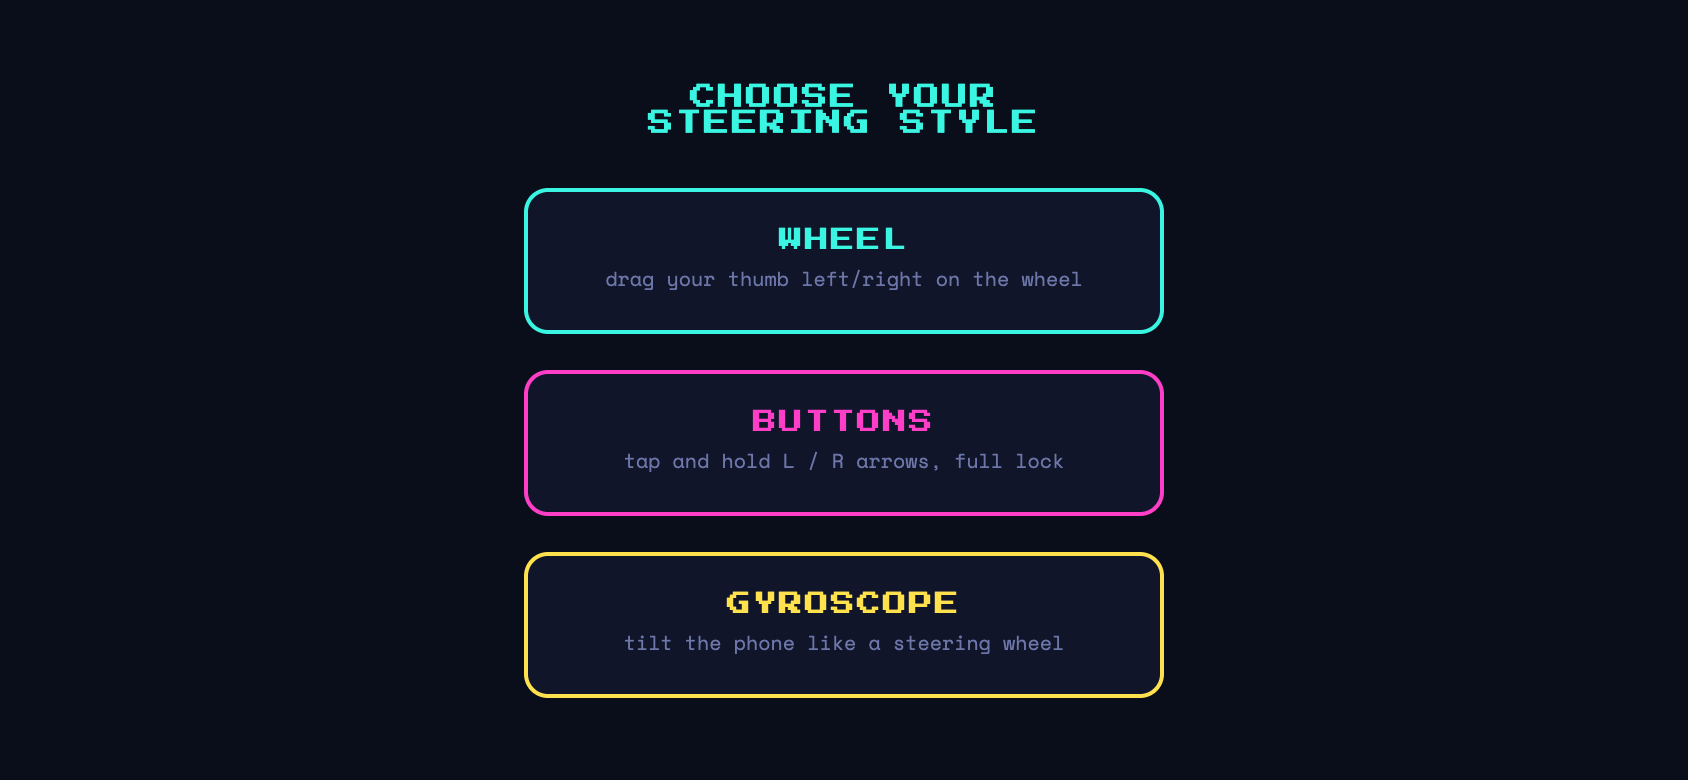 CHOOSE YOUR
STEERING STYLE
WHEEL
drag your thumb left/right on the wheel
BUTTONS
tap and hold L / R arrows, full lock
GYROSCOPE
tilt the phone like a steering wheel